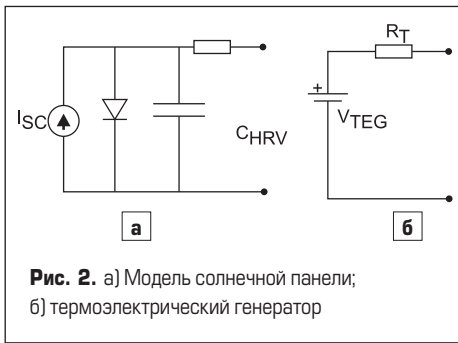 I_SC
C_HRV
а
R_T
V_TEG
+
б
Рис. 2. а) Модель солнечной панели;
б) термоэлектрический генератор